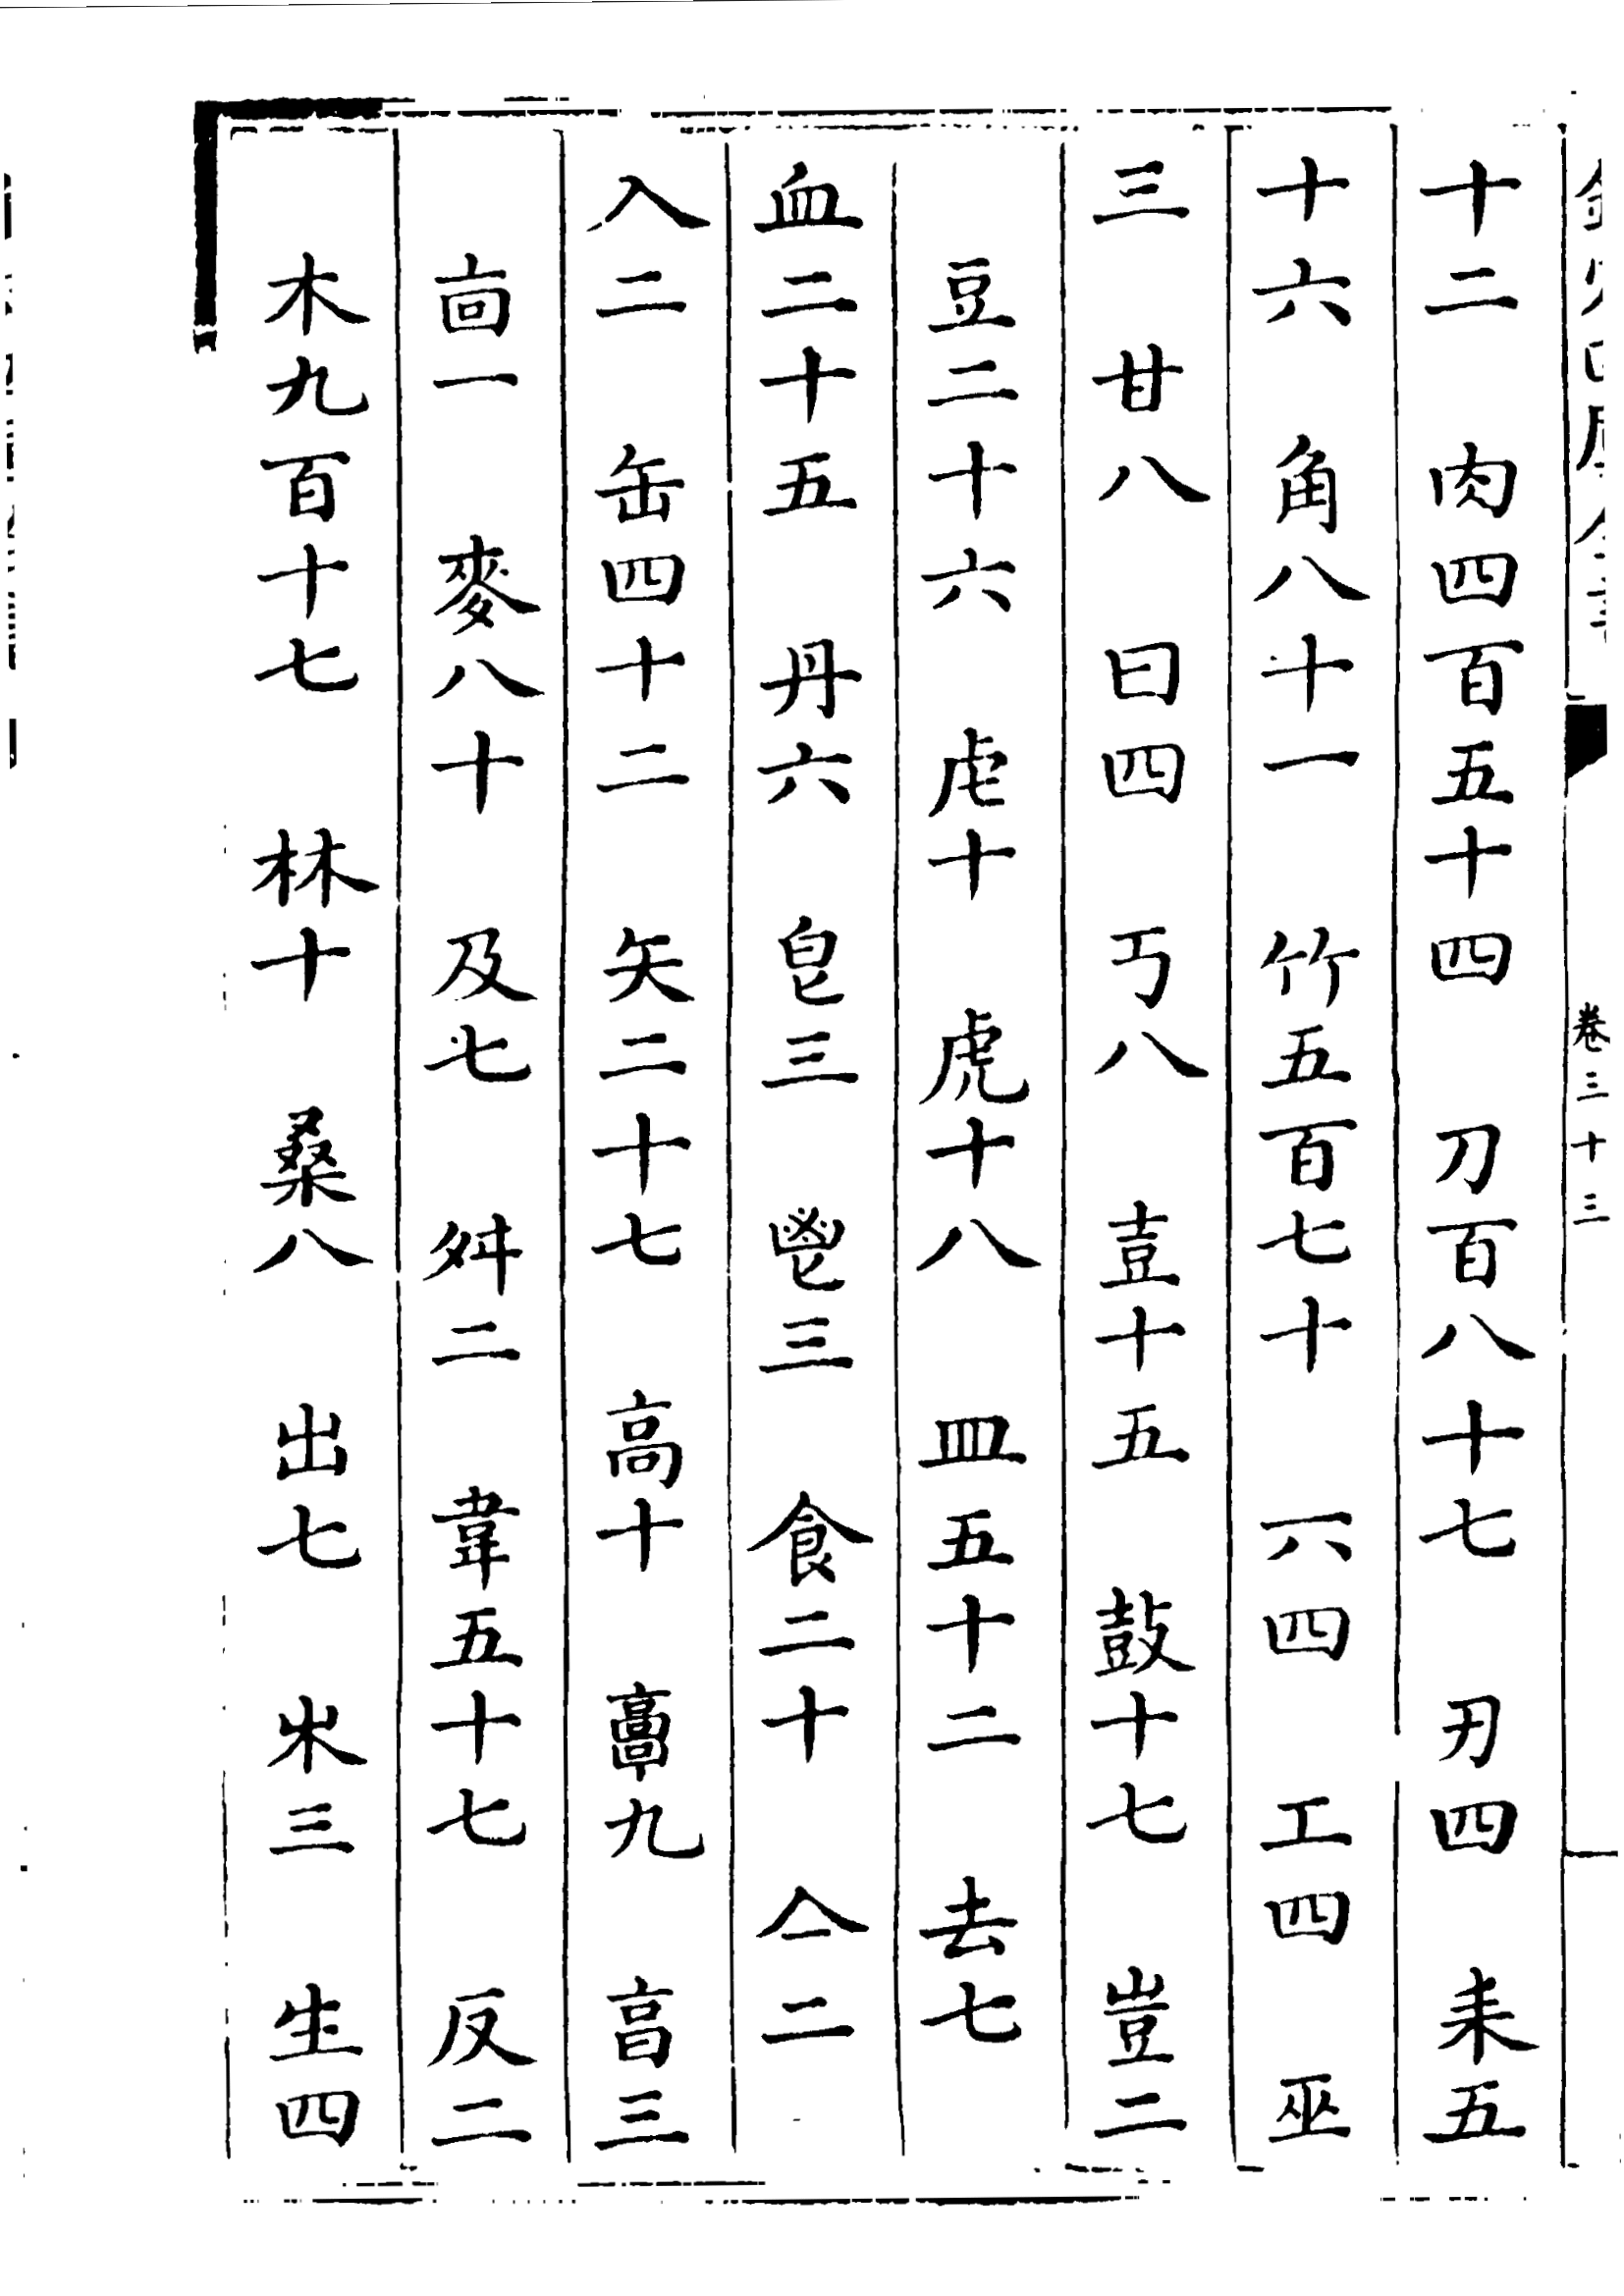 欽定四庫全書
卷三十三
十二　肉四百五十四　刀百八十七　刃四　耒五
十六　角八十一　竹五百七十　六四　工四　巫
三　甘八　曰四　丂八　壴十五　鼓十七　豈二
豆二十六　虍十　虎十八　皿五十二　去七
血二十五　丹六　皀三　鬯三　食二十　亼二
入二　缶四十二　矢二十七　高十　𩫏九　亯三
㐭一　麥八十　及七　舛二　韋五十七　反二
木九百十七　林十　桑八　出七　𣎵三　生四